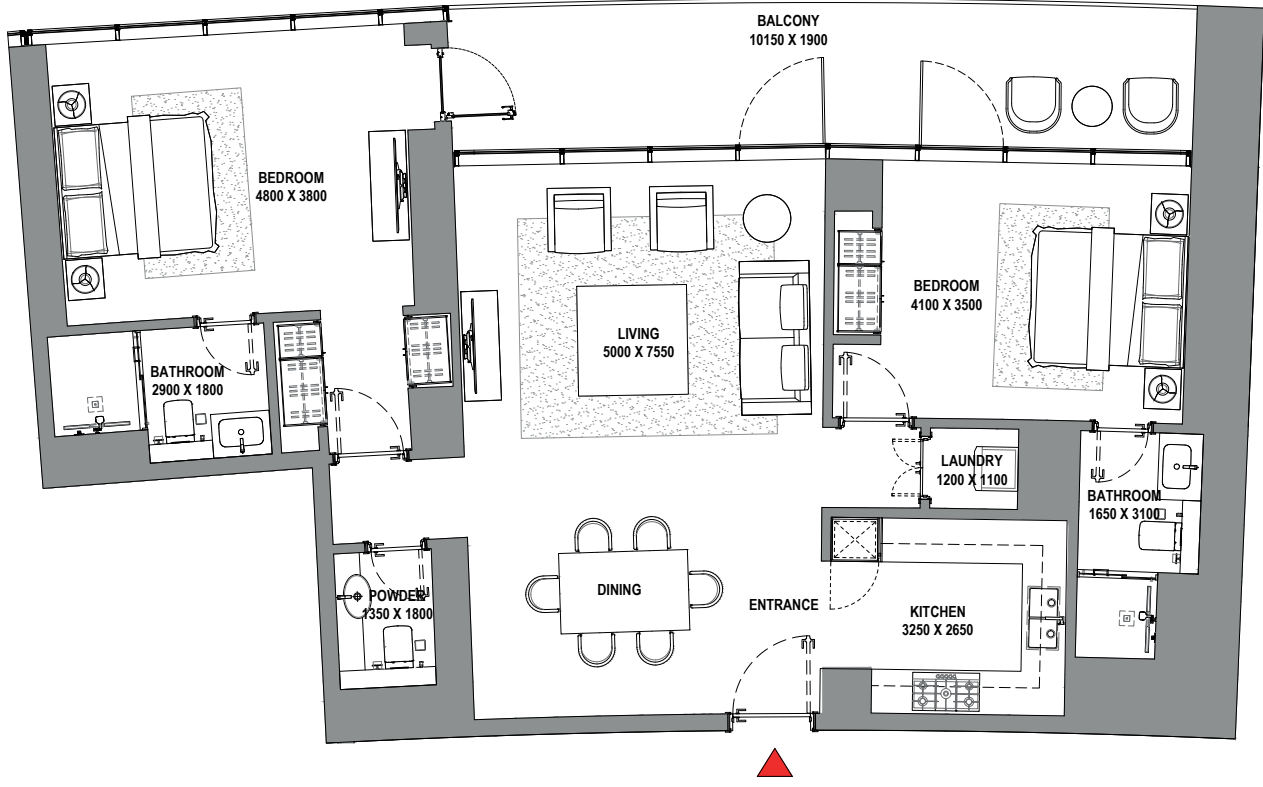 BALCONY
10150 X 1900
BEDROOM
4800 X 3800
BEDROOM
4100 X 3500
LIVING
5000 X 7550
BATHROOM
2900 X 1800
LAUNDRY
1200 X 1100
BATHROOM
1650 X 3100
POWDER
1350 X 1800
DINING
ENTRANCE
KITCHEN
3250 X 2650